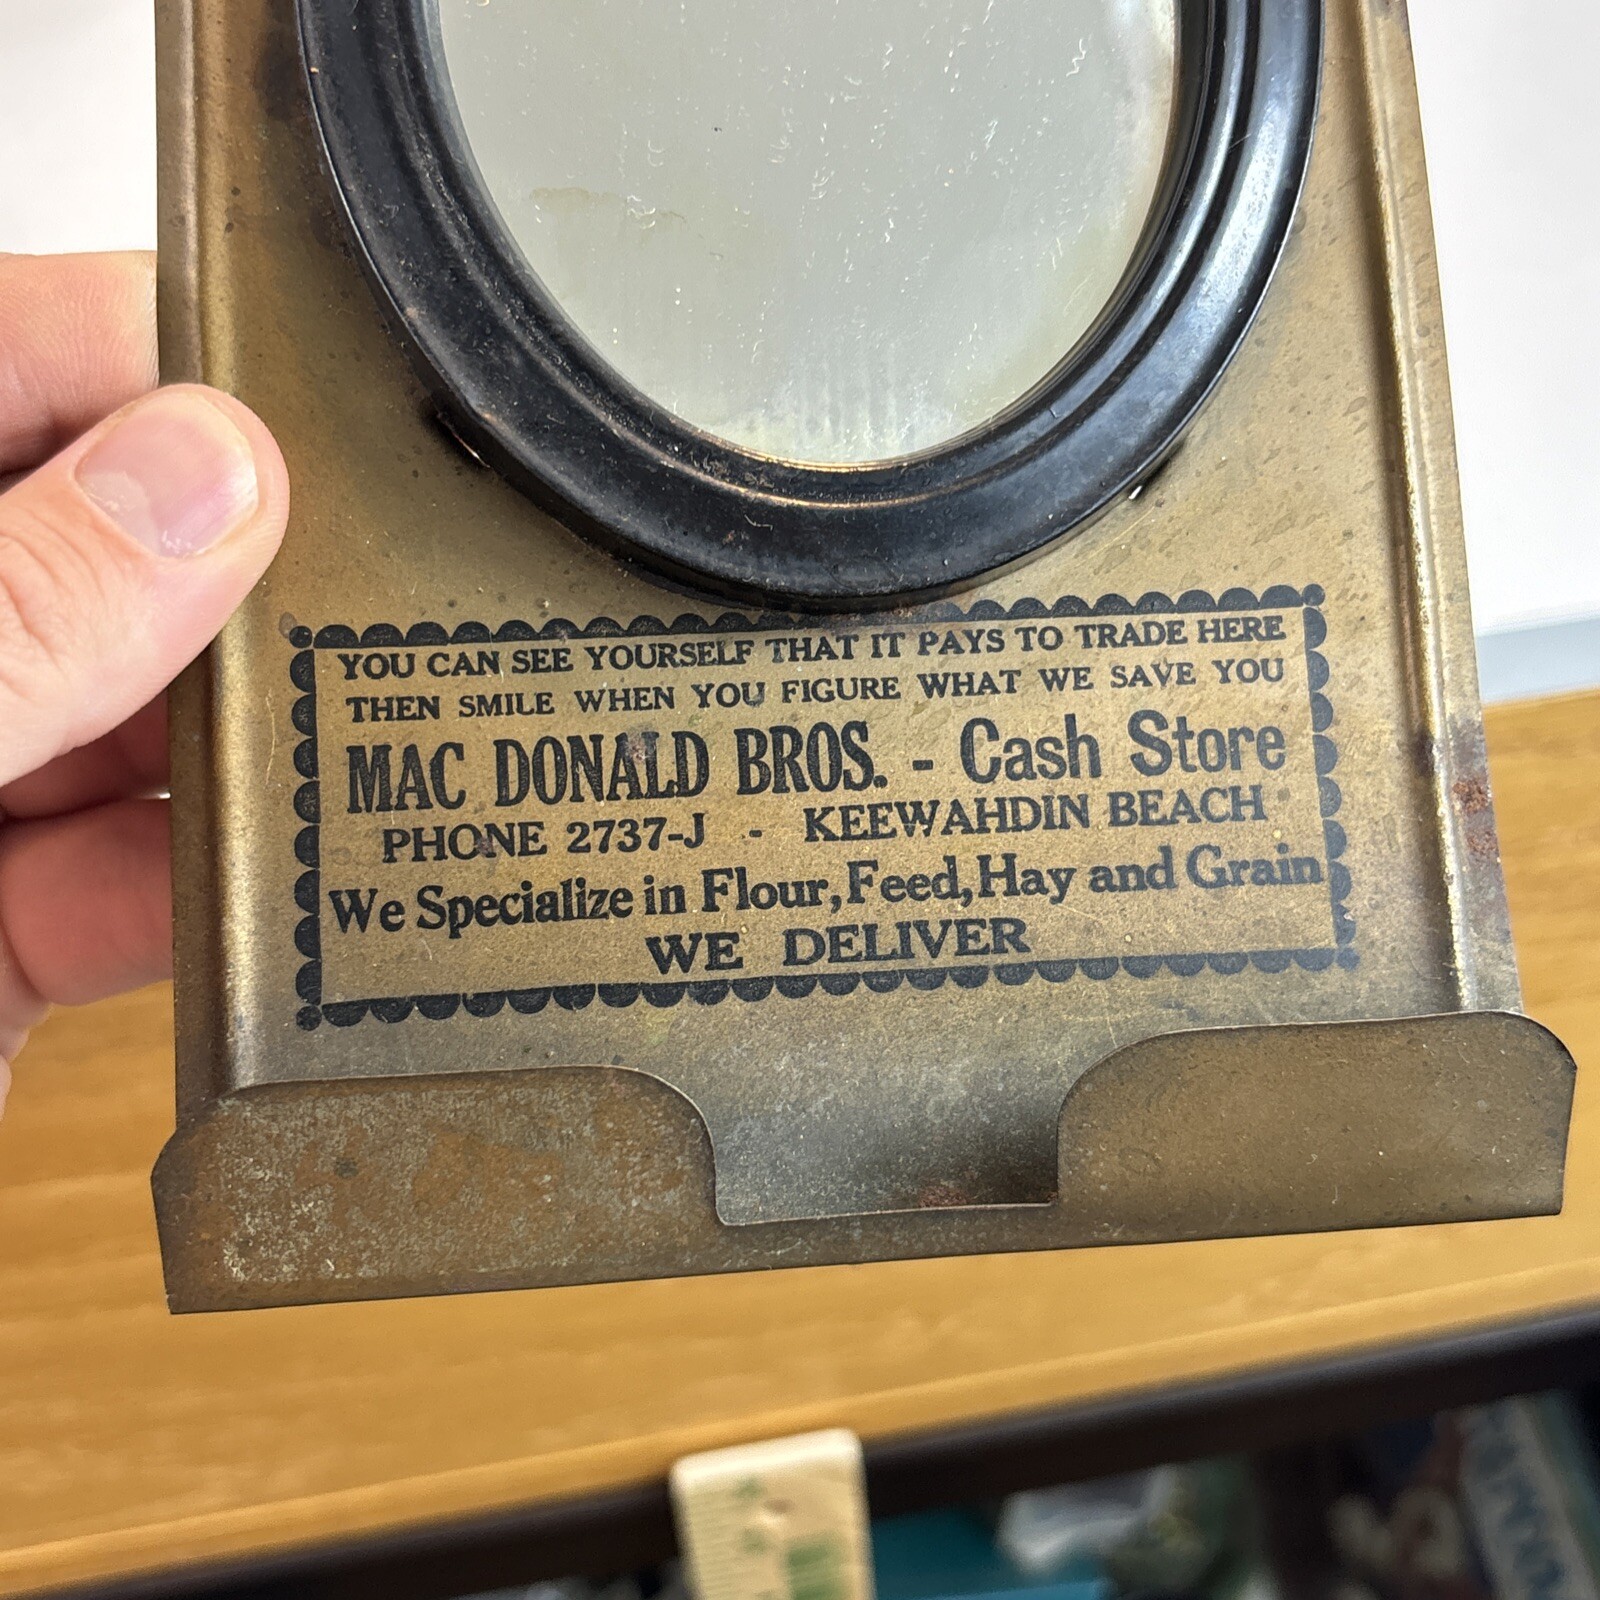 YOU CAN SEE YOURSELF THAT IT PAYS TO TRADE HERE
THEN SMILE WHEN YOU FIGURE WHAT WE SAVE YOU
MAC DONALD BROS. - Cash Store
PHONE 2737-J - KEEWAHDIN BEACH
We Specialize in Flour, Feed, Hay and Grain
WE DELIVER